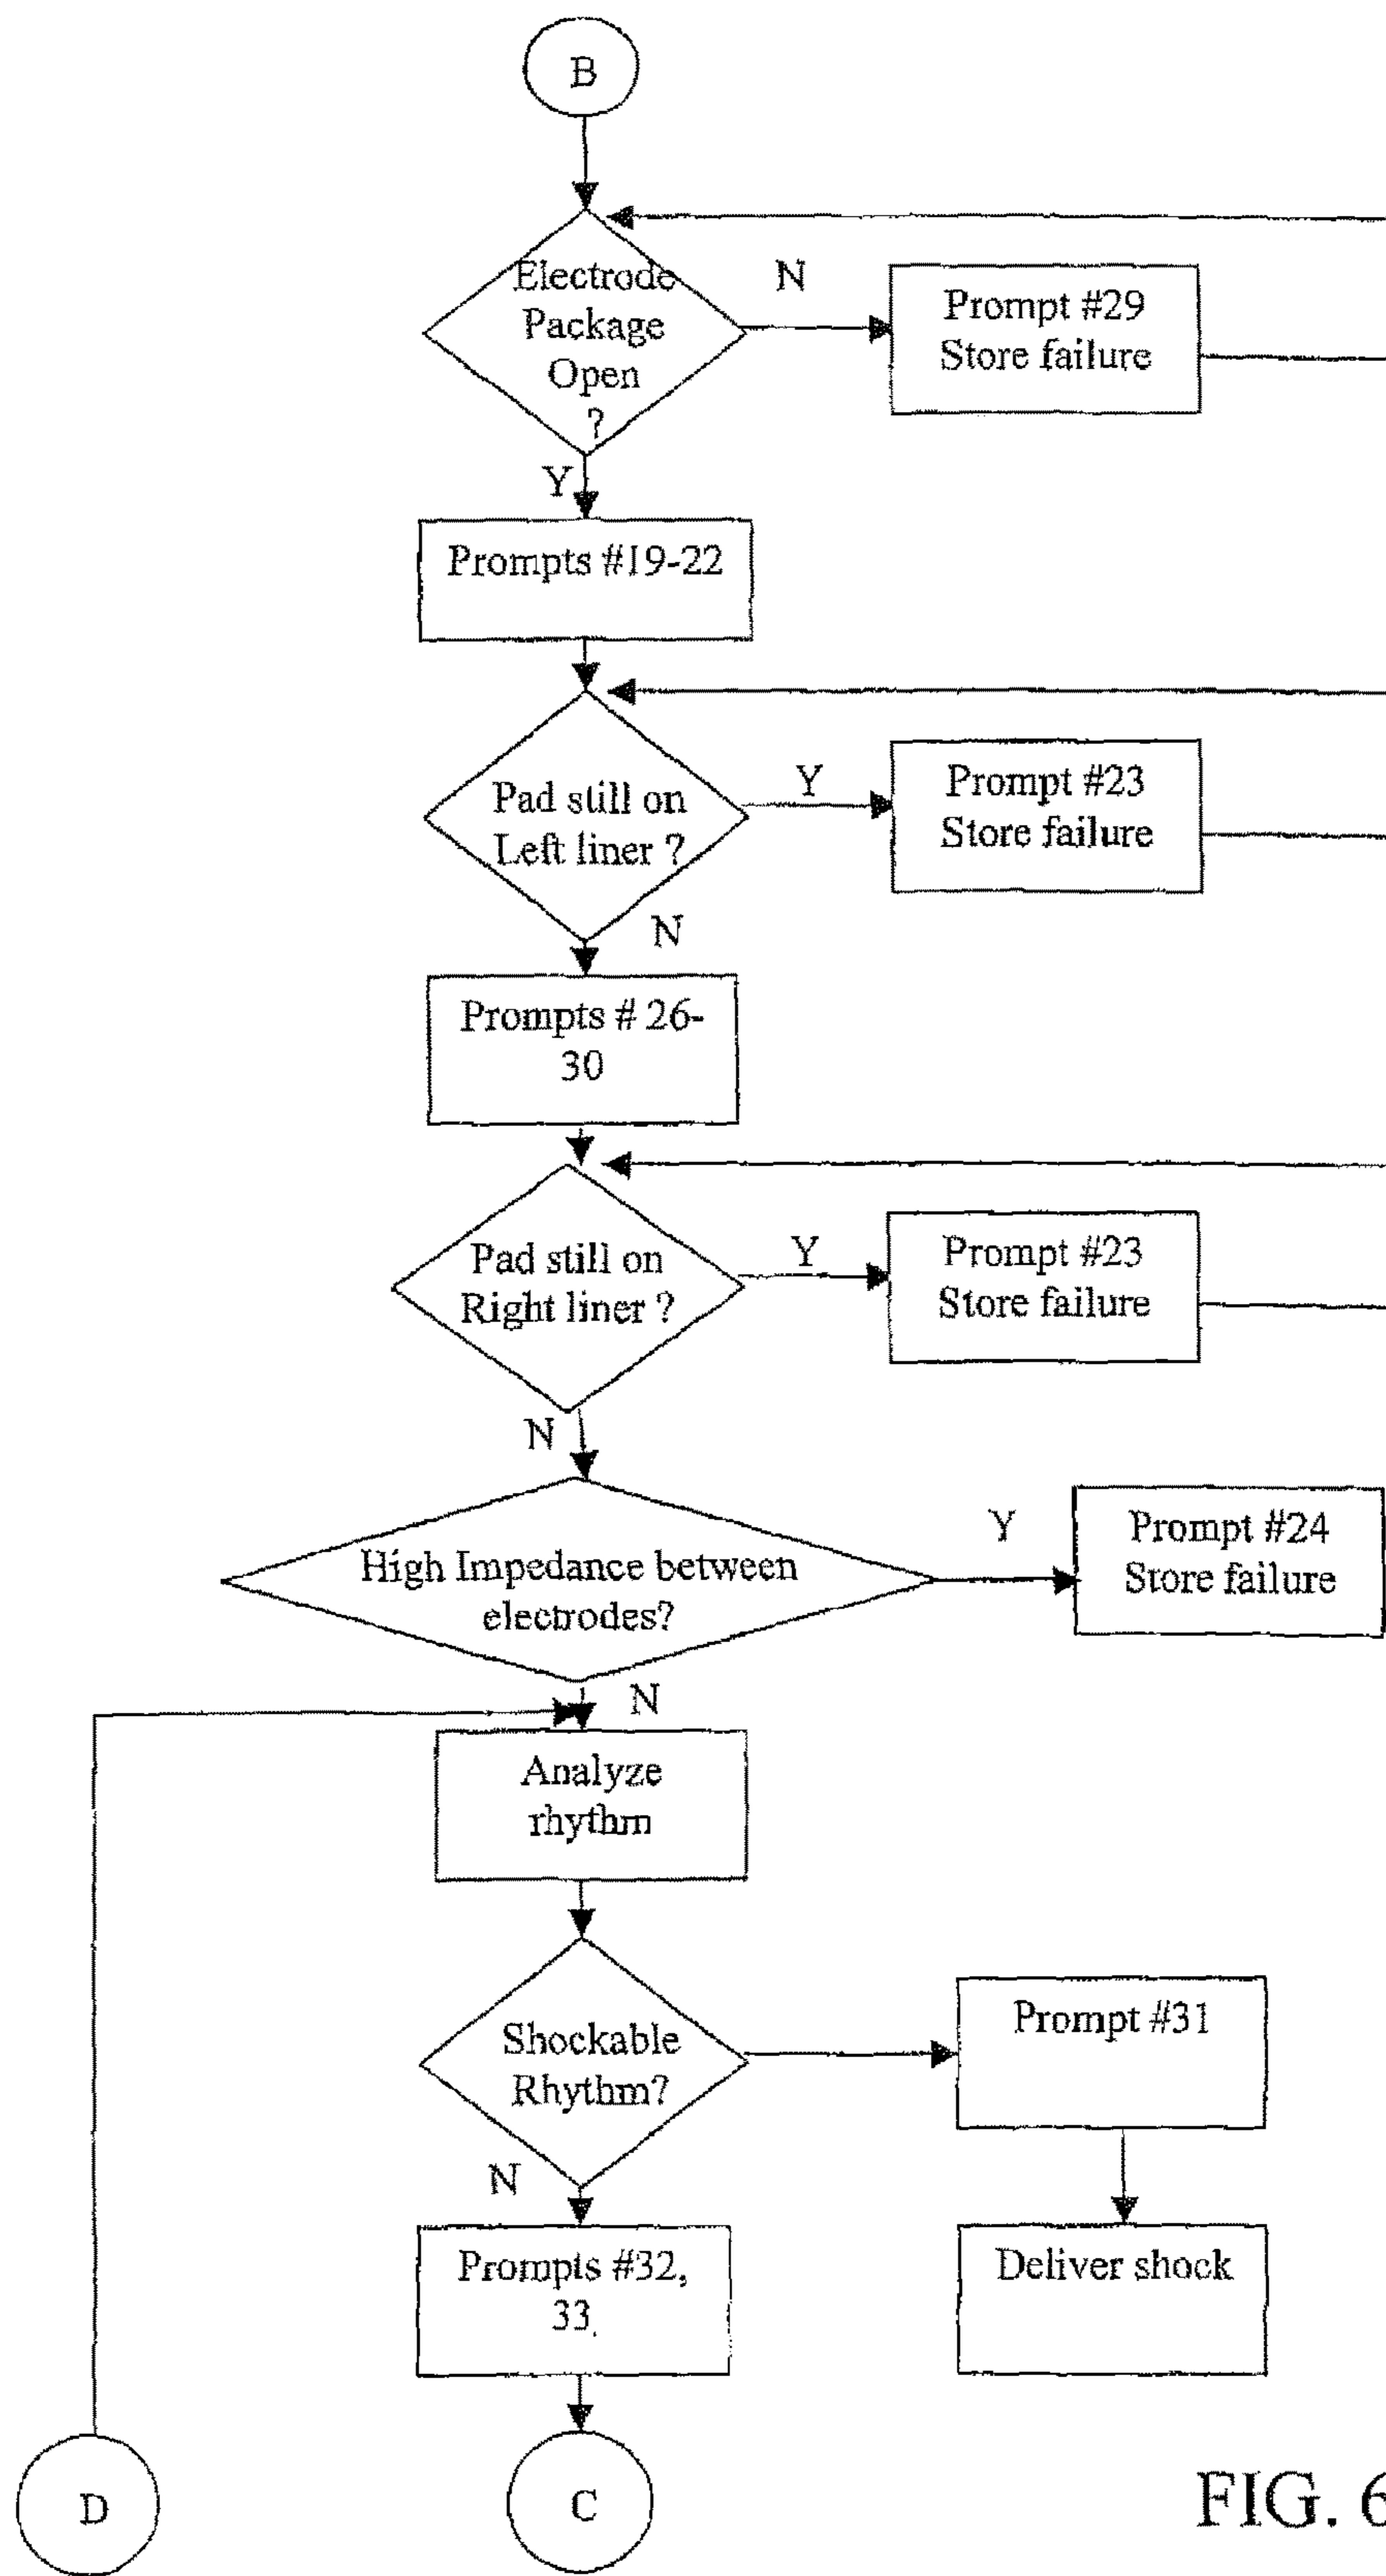 B
Electrode
Package
Open
?
N
Prompt #29
Store failure
Y
Prompts #19-22
Pad still on
Left liner ?
Y
Prompt #23
Store failure
N
Prompts # 26-
30
Pad still on
Right liner ?
Y
Prompt #23
Store failure
N
High Impedance between
electrodes?
Y
Prompt #24
Store failure
N
Analyze
rhythm
Shockable
Rhythm?
Prompt #31
N
Prompts #32,
33
Deliver shock
D
C
FIG. 6